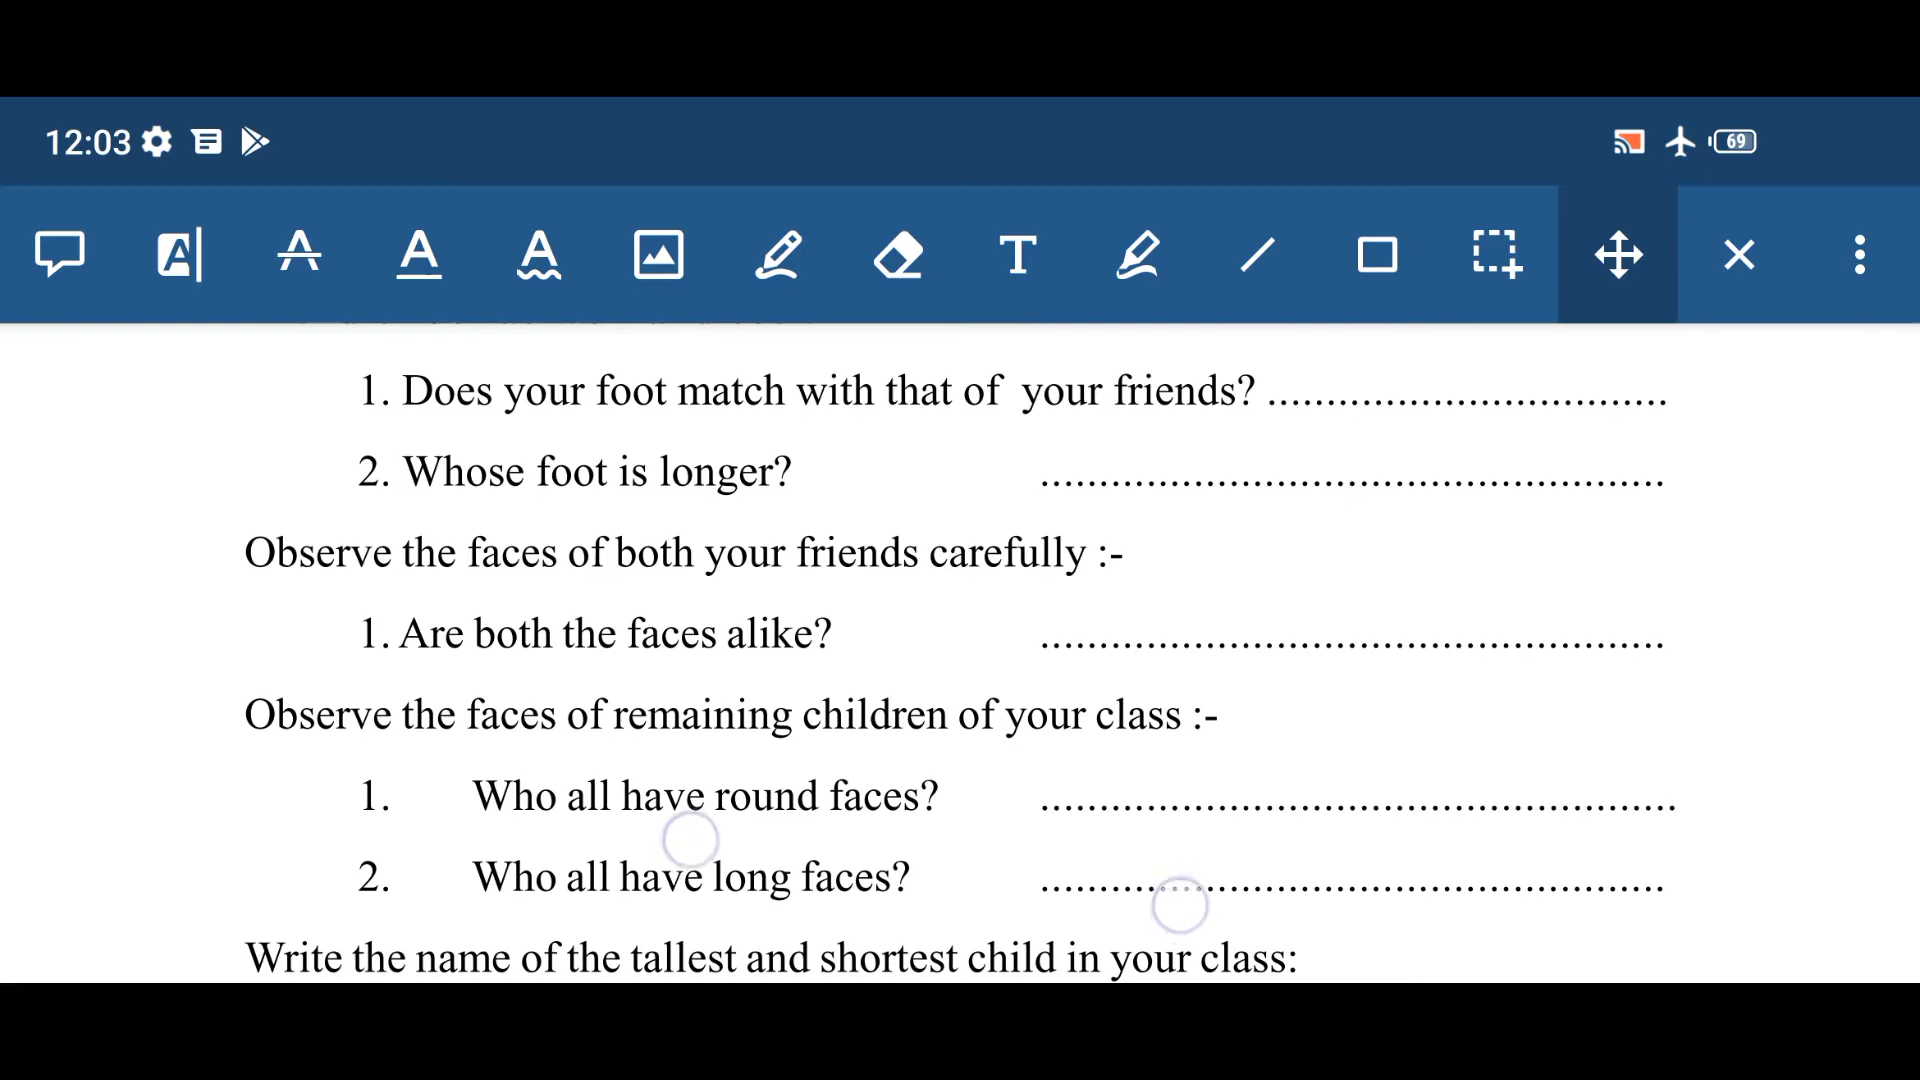 12:03
69
1. Does your foot match with that of your friends? ..................................
2. Whose foot is longer? .....................................................
Observe the faces of both your friends carefully :-
1. Are both the faces alike? .....................................................
Observe the faces of remaining children of your class :-
1. Who all have round faces? ......................................................
2. Who all have long faces? .....................................................
Write the name of the tallest and shortest child in your class: